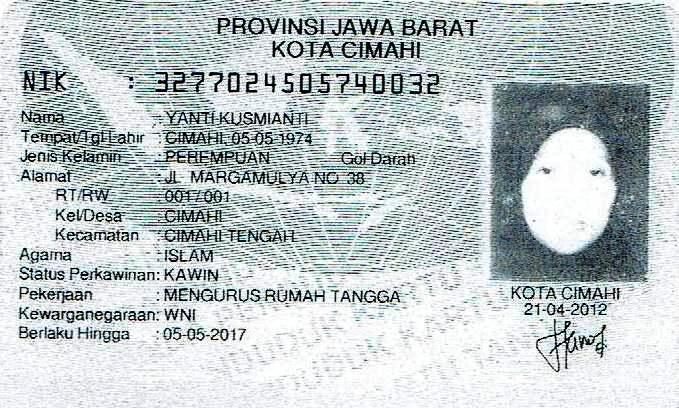 PROVINSI JAWA BARAT
KOTA CIMAHI
NIK : 3277024505740032
Nama : YANTI KUSMIANTI
Tempat/Tgl Lahir : CIMAHI, 05-05-1974
Jenis Kelamin : PEREMPUAN Gol Darah
Alamat : JL MARGAMULYA NO 38
RT/RW : 001/001
Kel/Desa : CIMAHI
Kecamatan : CIMAHI TENGAH
Agama : ISLAM
Status Perkawinan: KAWIN
Pekerjaan : MENGURUS RUMAH TANGGA
Kewarganegaraan: WNI
Berlaku Hingga : 05-05-2017
KOTA CIMAHI
21-04-2012